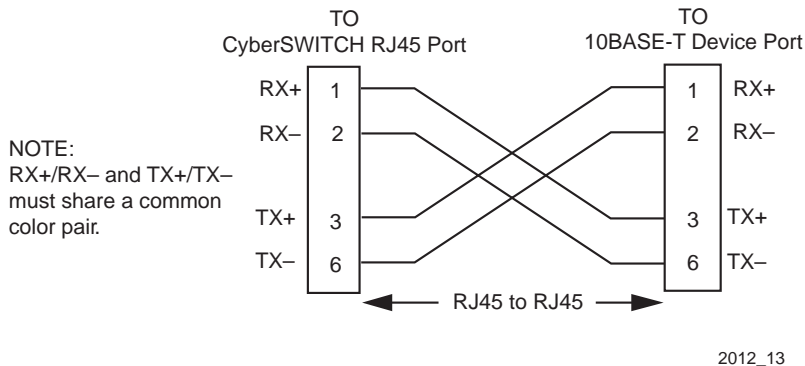 TO
CyberSWITCH RJ45 Port
TO
10BASE-T Device Port
RX+ 1 1 RX+
RX– 2 2 RX–
NOTE:
RX+/RX– and TX+/TX–
must share a common
color pair.
TX+ 3 3 TX+
TX– 6 6 TX–
RJ45 to RJ45
2012_13